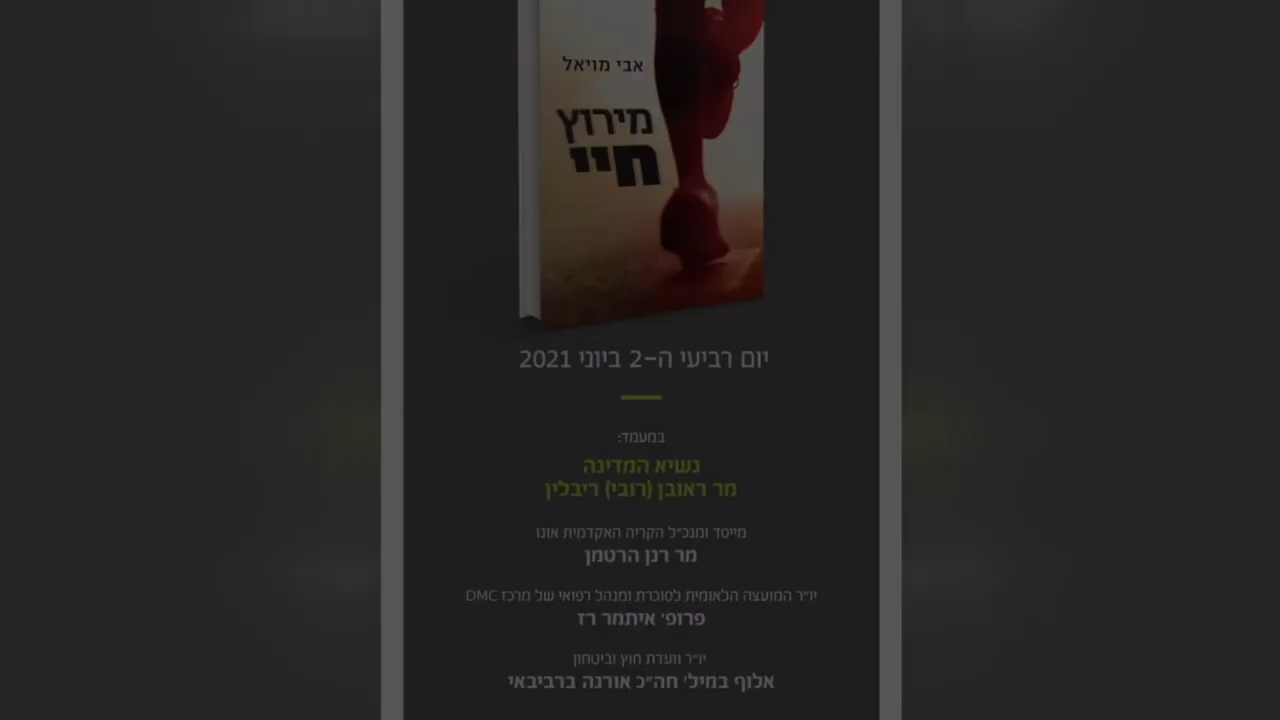 אבי מויאל
מירוץ
חיי
יום רביעי ה-2 ביוני 2021
במעמד:
נשיא המדינה
מר ראובן (רובי) ריבלין
מייסד ומנכ״ל הקריה האקדמית אונו
מר רנן הרטמן
יו״ר המועצה הלאומית לסוכרת ומנהל רפואי של מרכז DMC
פרופ׳ איתמר רז
יו״ר וועדת חוץ וביטחון
אלוף במיל׳ חה״כ אורנה ברביבאי